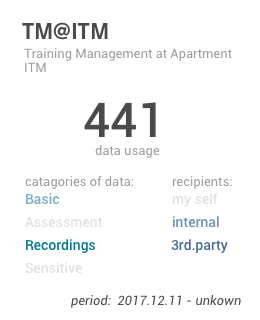 TM@ITM
Training Management at Apartment
ITM
441
data usage
catagories of data:
Basic
Assessment
Recordings
Sensitive
recipients:
my self
internal
3rd.party
period: 2017.12.11 - unkown